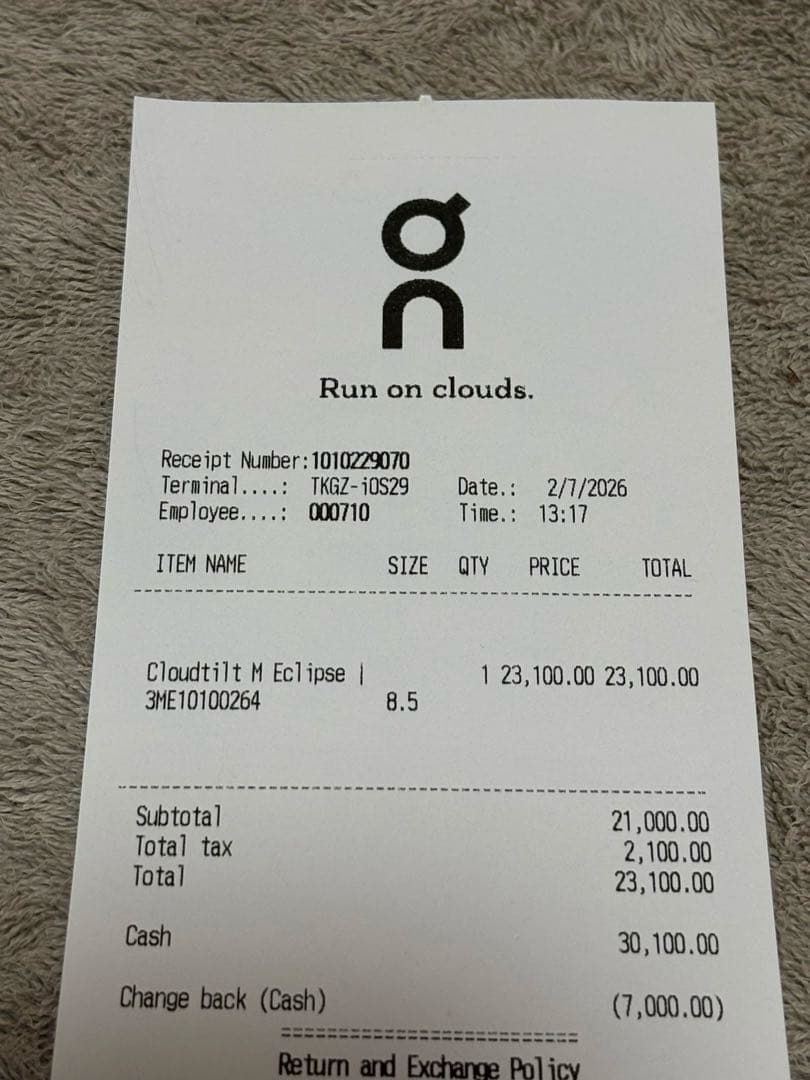 on
Run on clouds.
Receipt Number:1010229070
Terminal....: TKGZ-iOS29 Date.: 2/7/2026
Employee....: 000710 Time.: 13:17
ITEM NAME SIZE QTY PRICE TOTAL
Cloudtilt M Eclipse | 1 23,100.00 23,100.00
3ME10100264 8.5
Subtotal 21,000.00
Total tax 2,100.00
Total 23,100.00
Cash 30,100.00
Change back (Cash) (7,000.00)
Return and Exchange Policy